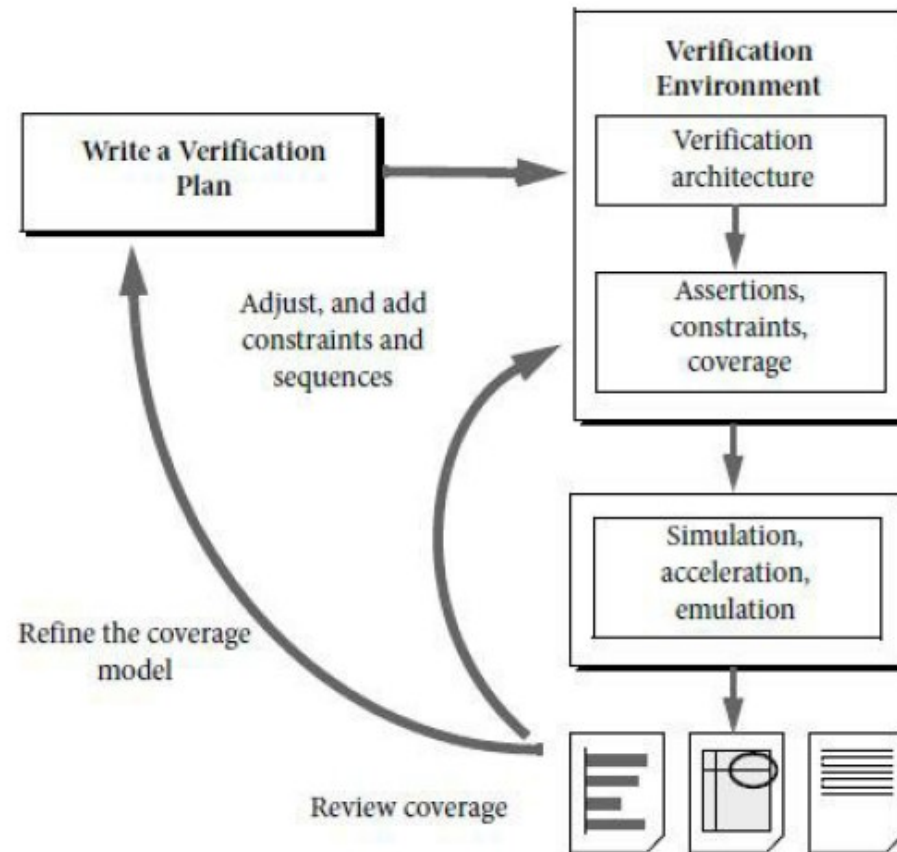 Verification
Environment
Write a Verification
Plan
Verification
architecture
Adjust, and add
constraints and
sequences
Assertions,
constraints,
coverage
Simulation,
acceleration,
emulation
Refine the coverage
model
Review coverage